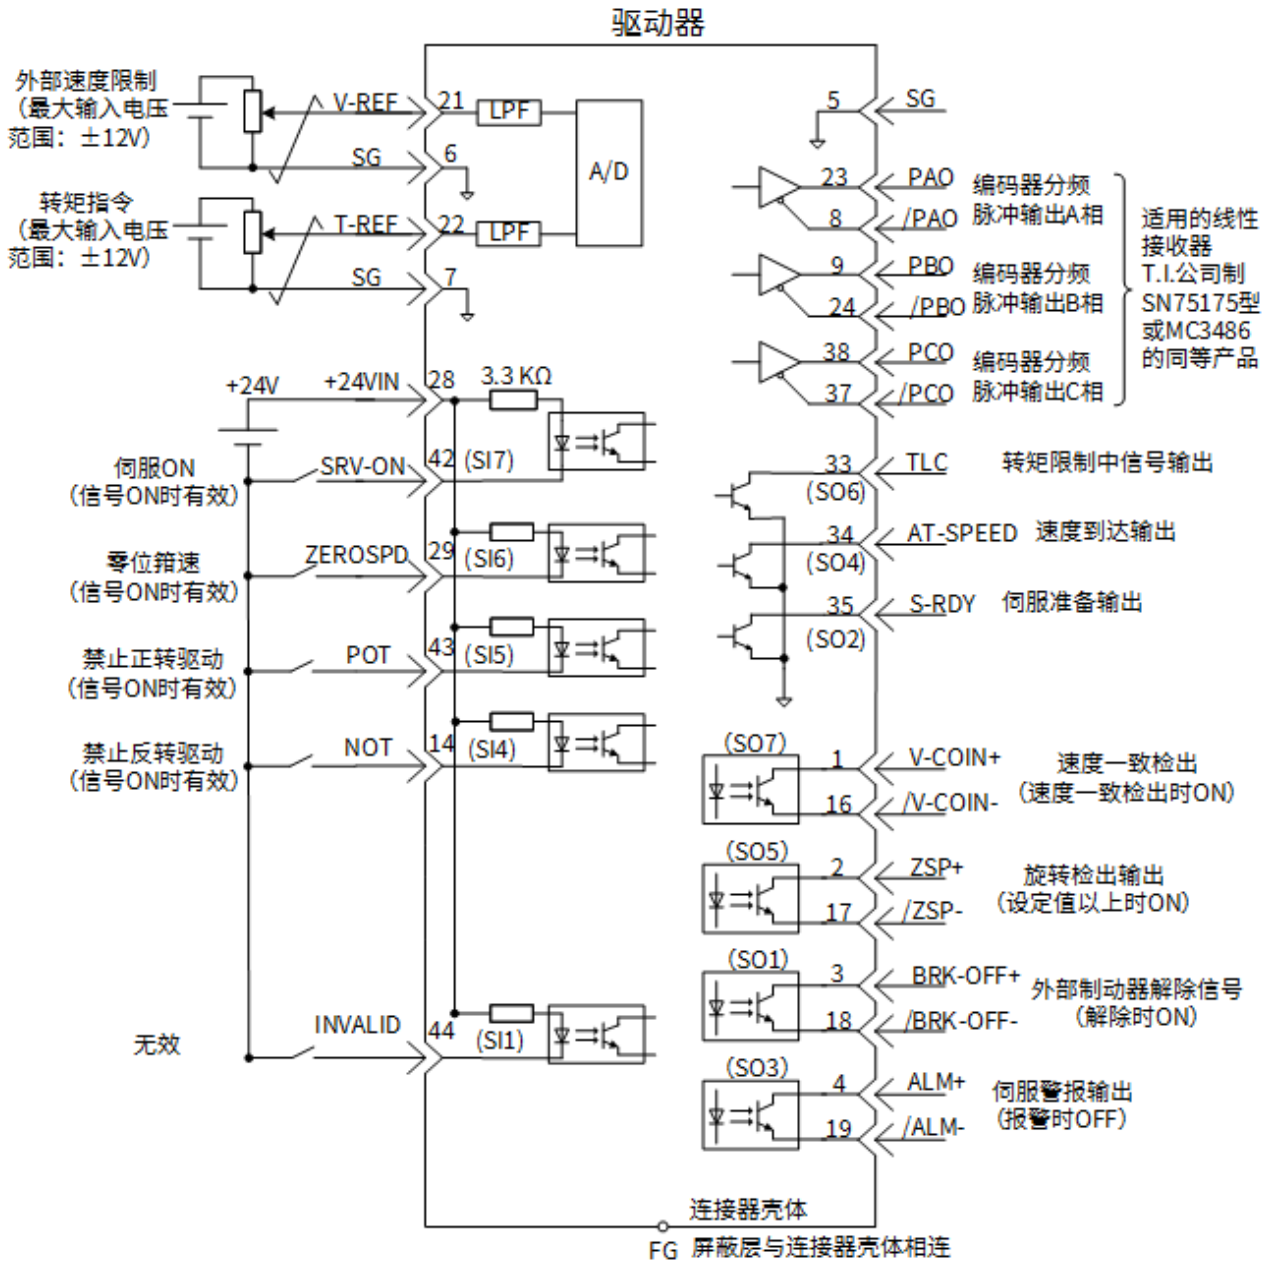 驱动器
外部速度限制
（最大输入电压
范围：±12V）
V-REF
21
LPF
SG
6
A/D
转矩指令
（最大输入电压
范围：±12V）
T-REF
22
LPF
SG
7
+24V
+24VIN
28
3.3 KΩ
伺服ON
（信号ON时有效）
SRV-ON
42
(SI7)
零位箝速
（信号ON时有效）
ZEROSPD
29
(SI6)
禁止正转驱动
（信号ON时有效）
POT
43
(SI5)
禁止反转驱动
（信号ON时有效）
NOT
14
(SI4)
无效
INVALID
44
(SI1)
5
SG
23
PAO
8
/PAO
编码器分频
脉冲输出A相
9
PBO
24
/PBO
编码器分频
脉冲输出B相
38
PCO
37
/PCO
编码器分频
脉冲输出C相
适用的线性
接收器
T.I.公司制
SN75175型
或MC3486
的同等产品
33
TLC
转矩限制中信号输出
(SO6)
34
AT-SPEED
速度到达输出
(SO4)
35
S-RDY
伺服准备输出
(SO2)
(SO7)
1
V-COIN+
16
/V-COIN-
速度一致检出
（速度一致检出时ON）
(SO5)
2
ZSP+
17
/ZSP-
旋转检出输出
（设定值以上时ON）
(SO1)
3
BRK-OFF+
18
/BRK-OFF-
外部制动器解除信号
（解除时ON）
(SO3)
4
ALM+
19
/ALM-
伺服警报输出
（报警时OFF）
连接器壳体
FG 屏蔽层与连接器壳体相连